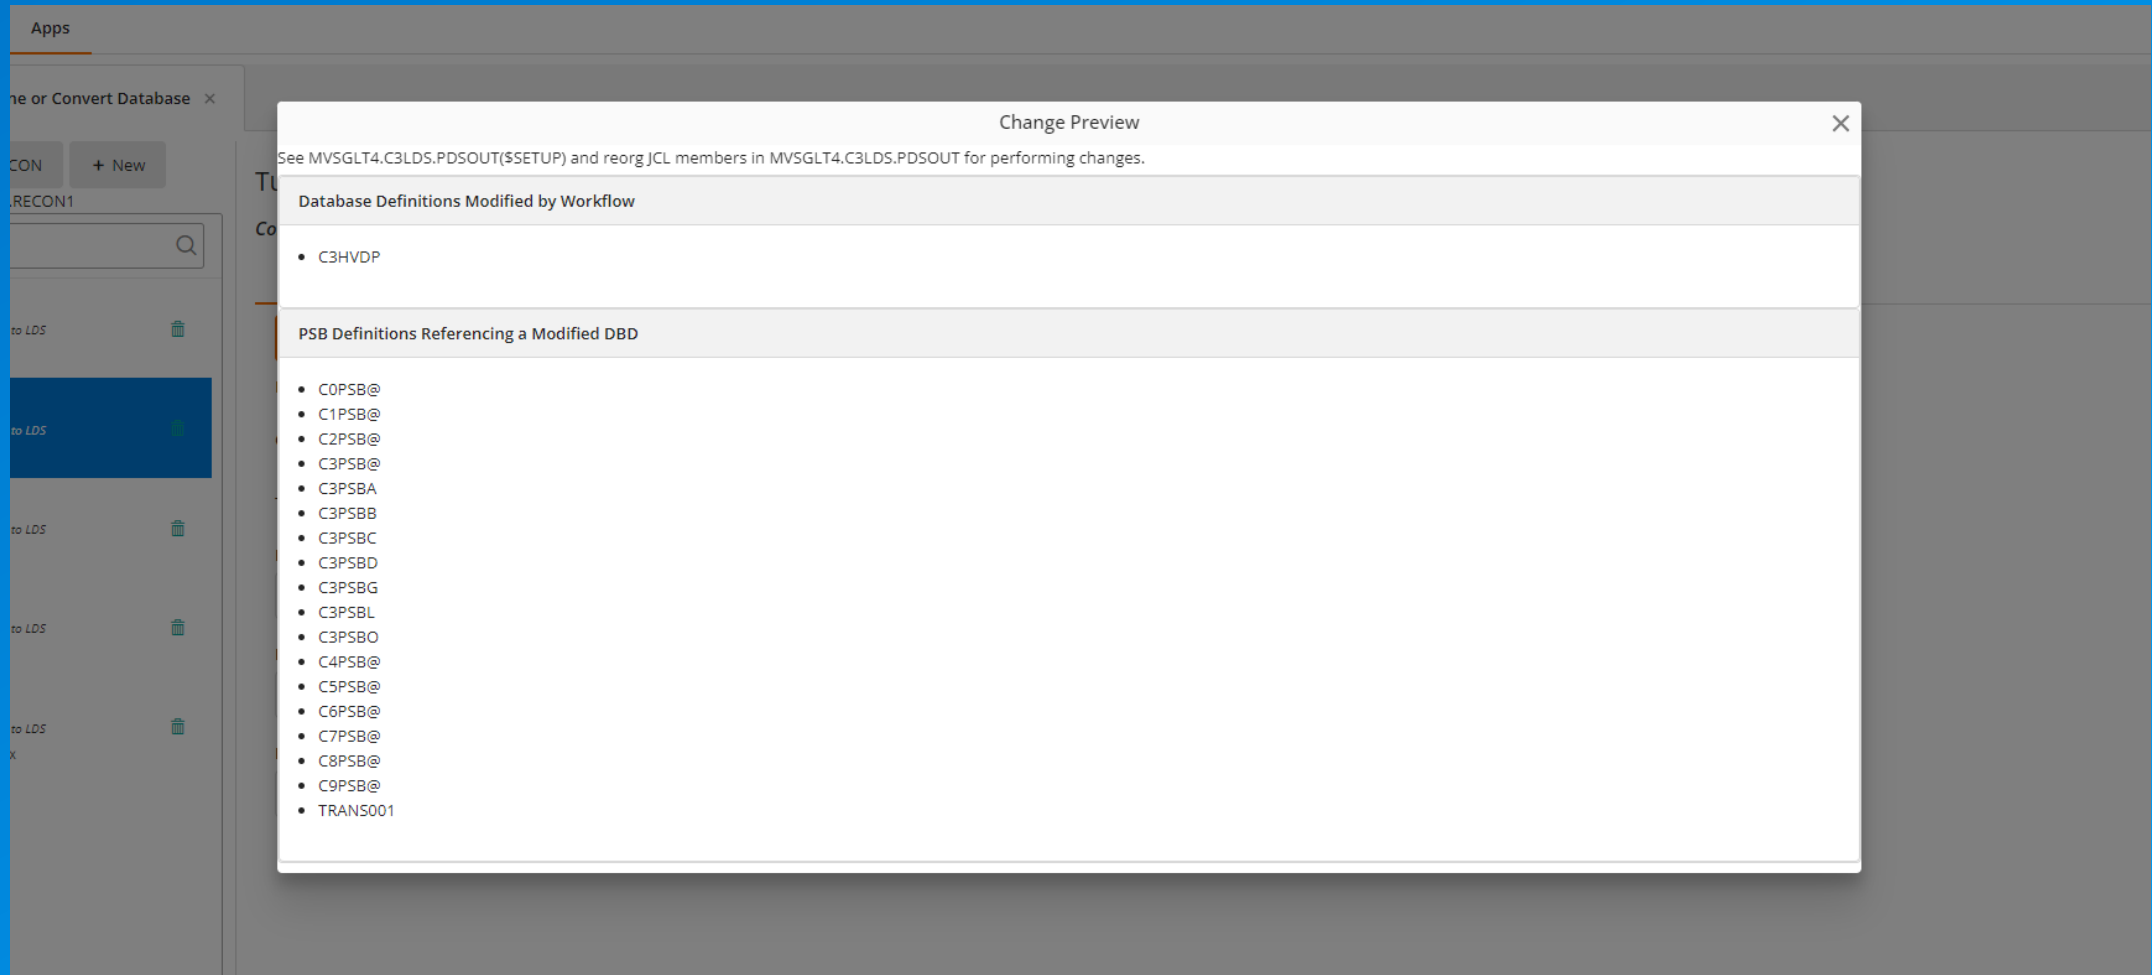 Apps
ne or Convert Database
CON
+ New
.RECON1
Tu
Co
to LDS
to LDS
to LDS
to LDS
to LDS
x
Change Preview
See MVSGLT4.C3LDS.PDSOUT($SETUP) and reorg JCL members in MVSGLT4.C3LDS.PDSOUT for performing changes.
Database Definitions Modified by Workflow
• C3HVDP
PSB Definitions Referencing a Modified DBD
• C0PSB@
• C1PSB@
• C2PSB@
• C3PSB@
• C3PSBA
• C3PSBB
• C3PSBC
• C3PSBD
• C3PSBG
• C3PSBL
• C3PSBO
• C4PSB@
• C5PSB@
• C6PSB@
• C7PSB@
• C8PSB@
• C9PSB@
• TRANS001